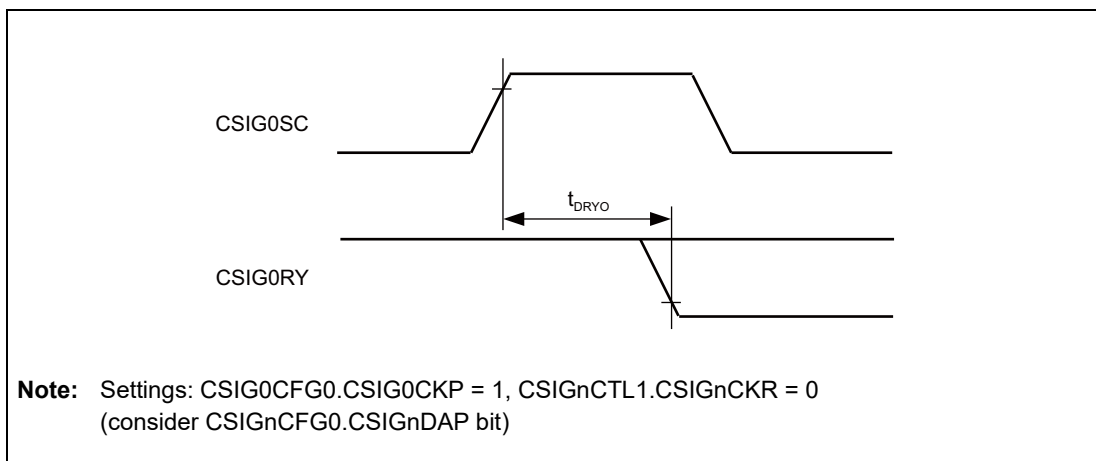 CSIG0SC
tDRYO
CSIG0RY
Note: Settings: CSIG0CFG0.CSIG0CKP = 1, CSIGnCTL1.CSIGnCKR = 0
(consider CSIGnCFG0.CSIGnDAP bit)